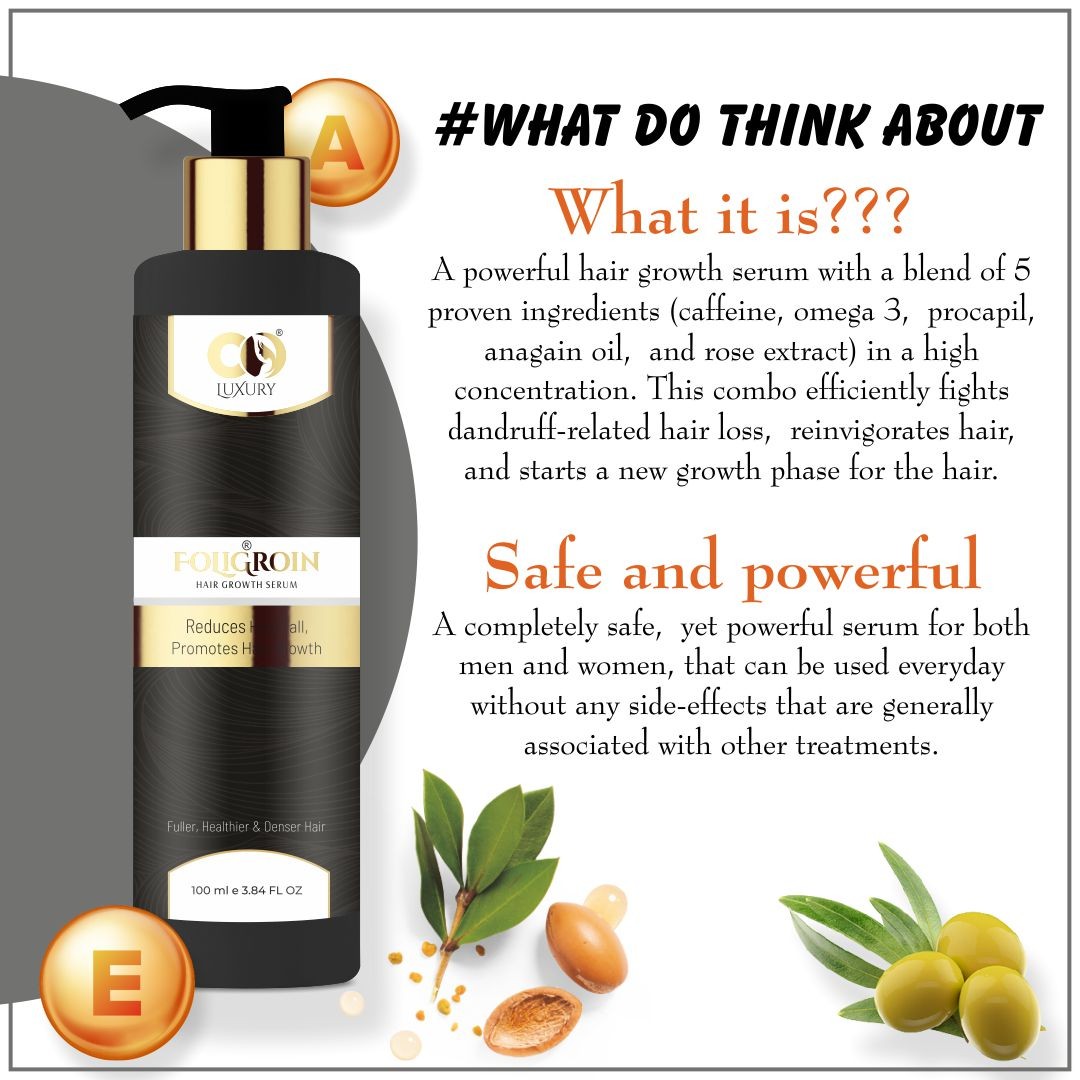 A
#WHAT DO THINK ABOUT
What it is???
A powerful hair growth serum with a blend of 5
proven ingredients (caffeine, omega 3, procapil,
anagain oil, and rose extract) in a high
concentration. This combo efficiently fights
dandruff-related hair loss, reinvigorates hair,
and starts a new growth phase for the hair.
Safe and powerful
A completely safe, yet powerful serum for both
men and women, that can be used everyday
without any side-effects that are generally
associated with other treatments.
®
LUXURY
®
FOLIGROIN
HAIR GROWTH SERUM
Reduces
Promotes
Fuller, Healthier & Denser Hair
100 ml e 3.84 FL OZ
E